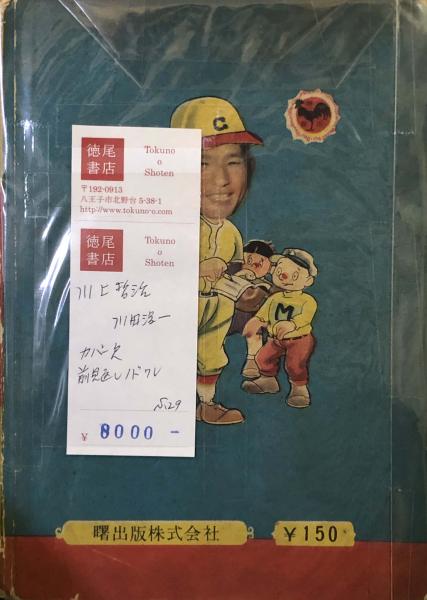 C
M
徳尾
書店
Tokuno
o
Shoten
〒192-0913
八王子市北野台 5-38-1
http://www.tokuno-o.com
徳尾
書店
Tokuno
o
Shoten
川上哲治
川田浩一
カバー欠
前見返しノドワレ
S29
¥ 8000 -
曙出版株式会社
¥150